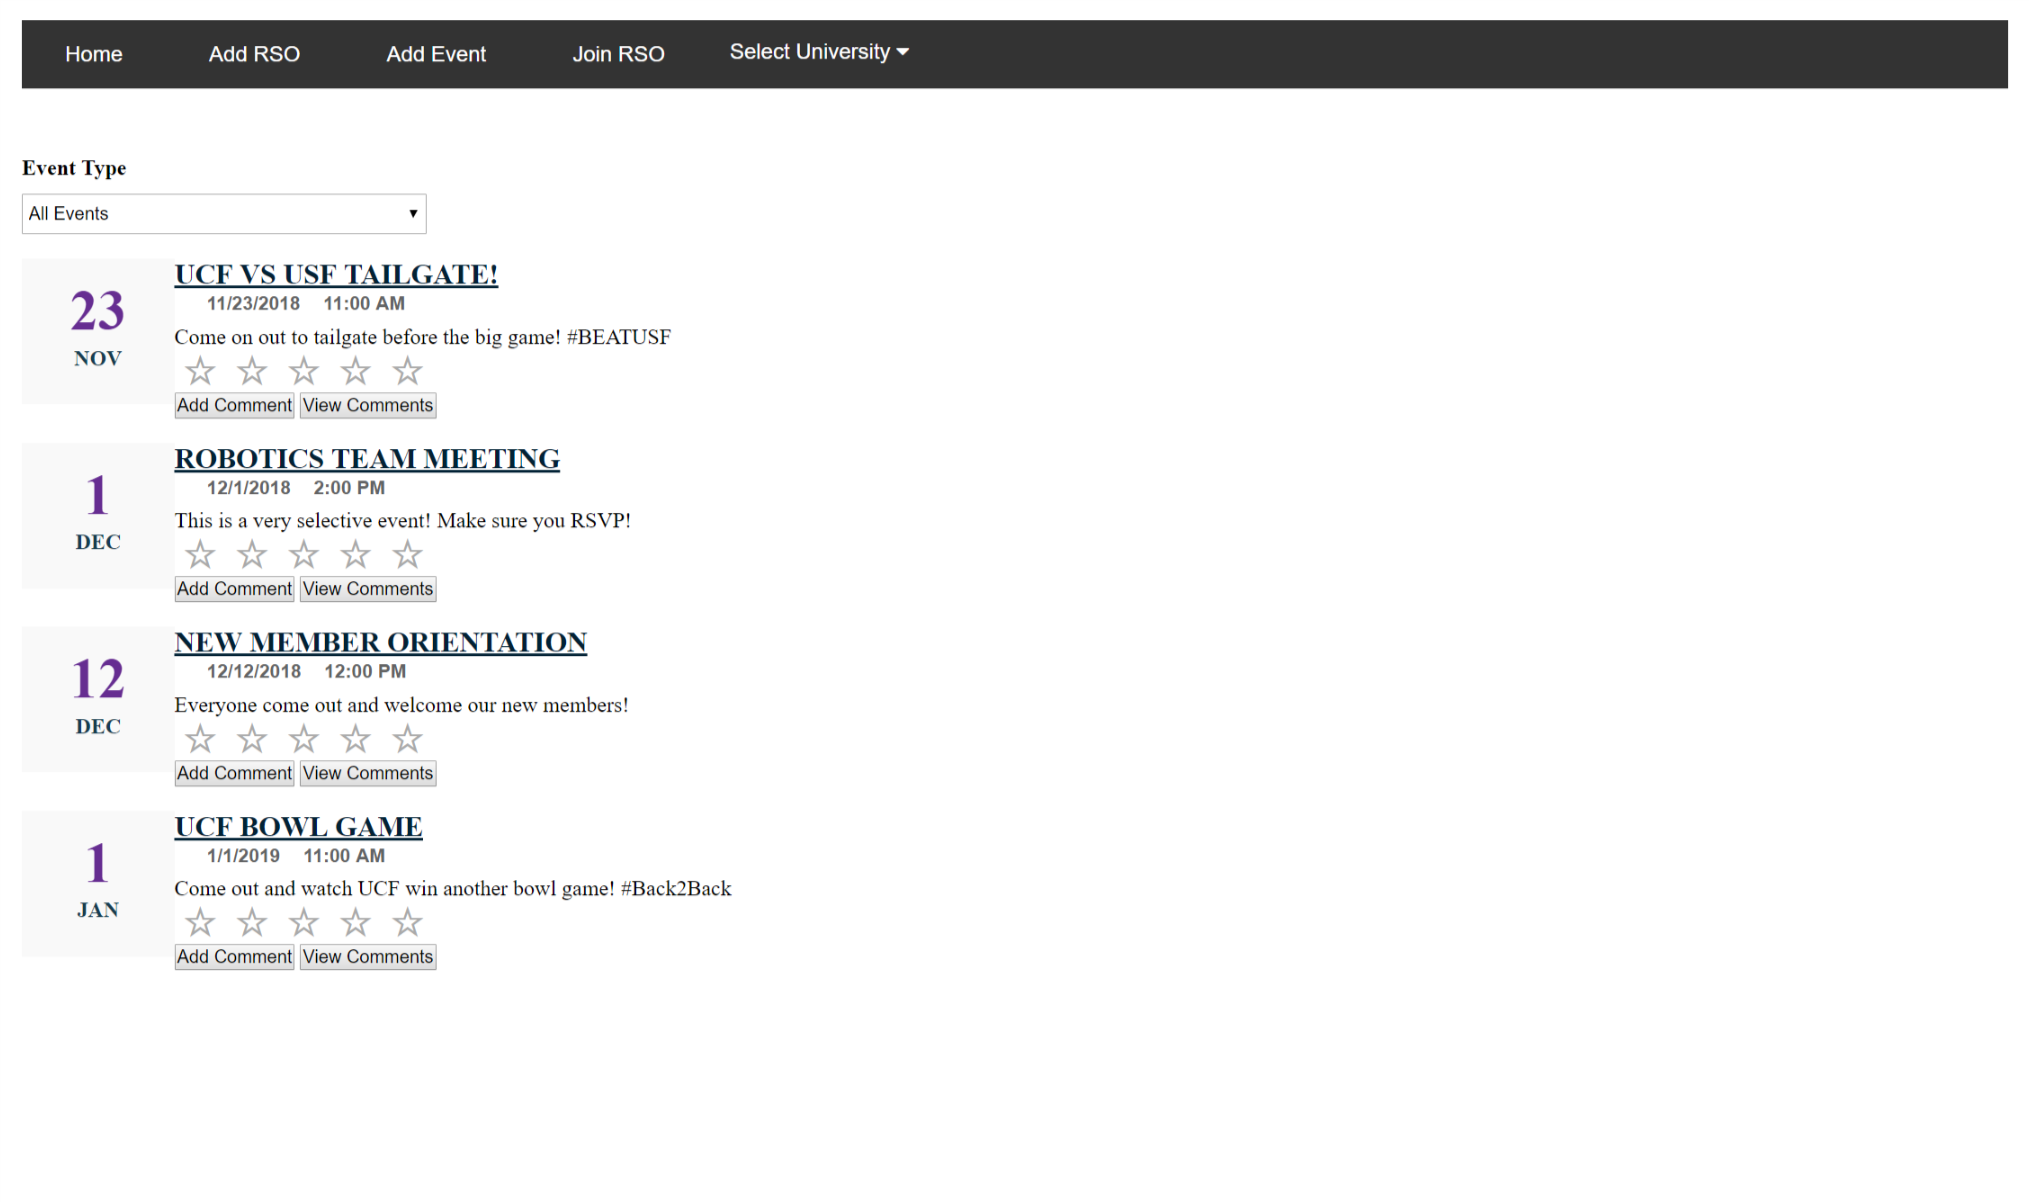 Home Add RSO Add Event Join RSO Select University
Event Type
All Events
23
NOV
UCF VS USF TAILGATE!
11/23/2018 11:00 AM
Come on out to tailgate before the big game! #BEATUSF
Add Comment View Comments
1
DEC
ROBOTICS TEAM MEETING
12/1/2018 2:00 PM
This is a very selective event! Make sure you RSVP!
Add Comment View Comments
12
DEC
NEW MEMBER ORIENTATION
12/12/2018 12:00 PM
Everyone come out and welcome our new members!
Add Comment View Comments
1
JAN
UCF BOWL GAME
1/1/2019 11:00 AM
Come out and watch UCF win another bowl game! #Back2Back
Add Comment View Comments